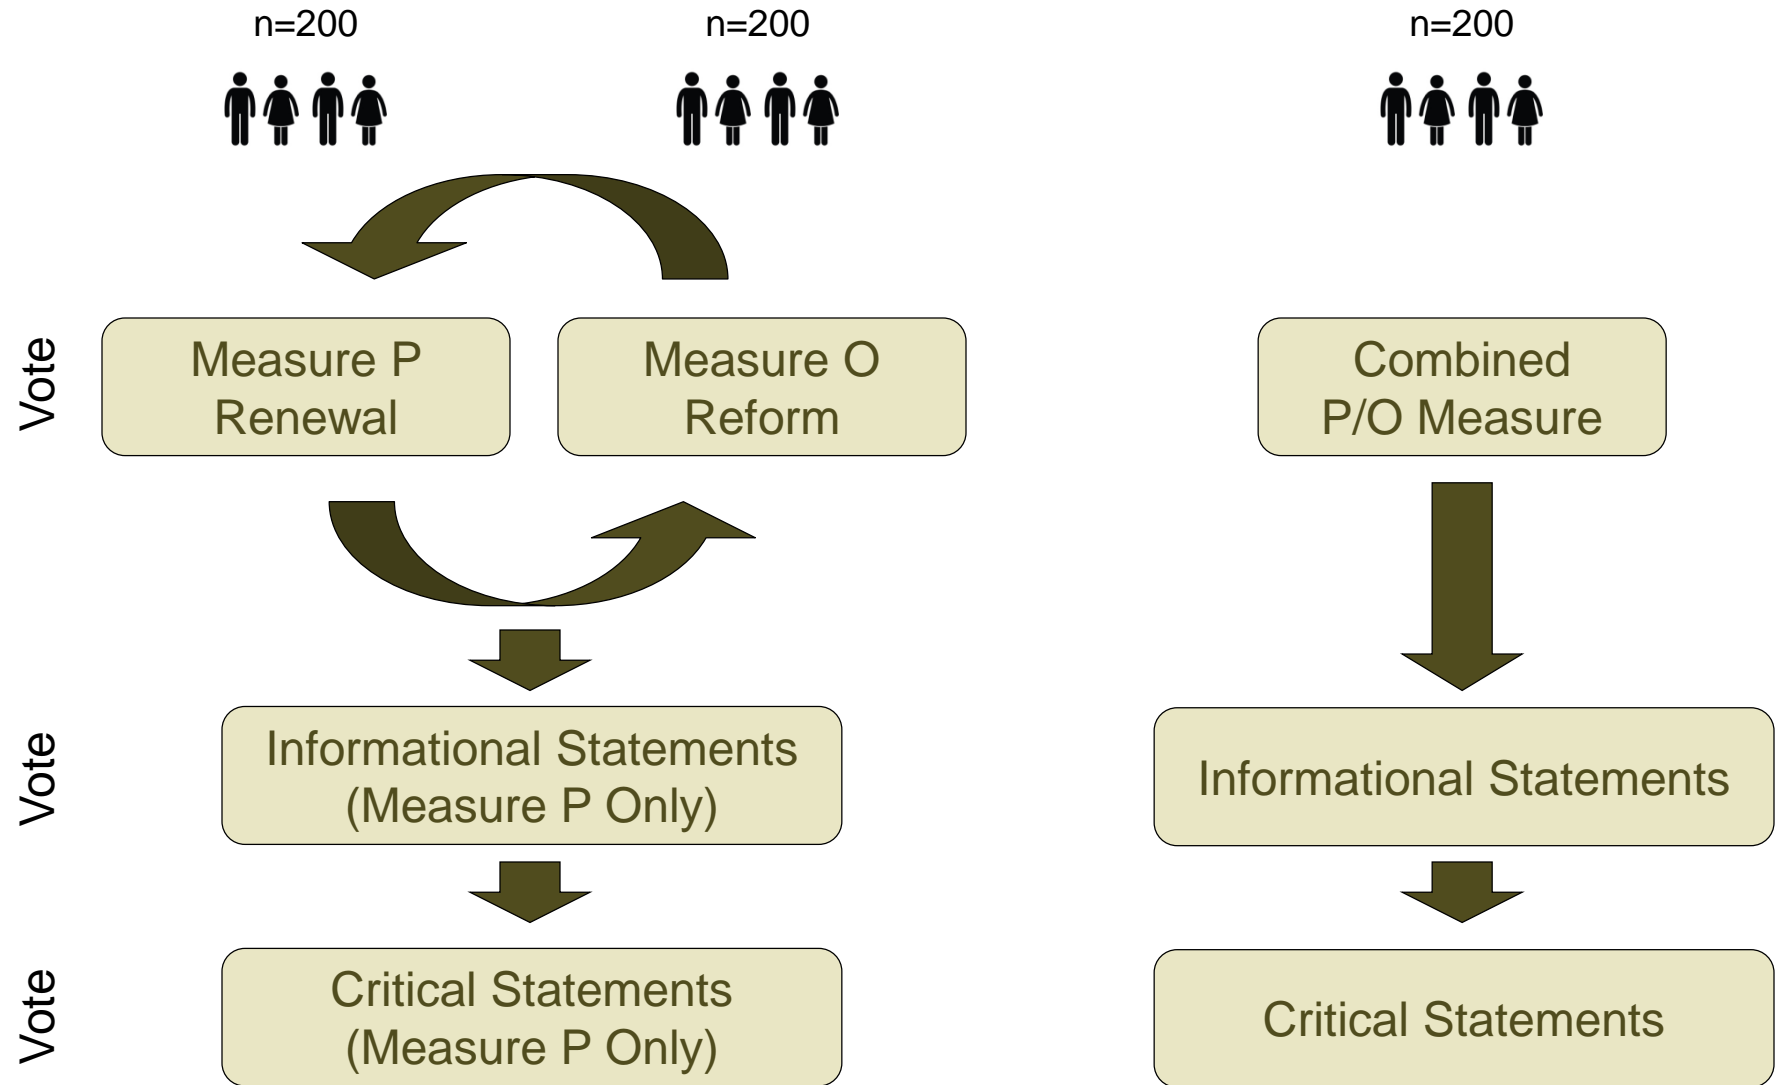 n=200
n=200
n=200
Vote
Measure P
Renewal
Measure O
Reform
Combined
P/O Measure
Vote
Informational Statements
(Measure P Only)
Informational Statements
Vote
Critical Statements
(Measure P Only)
Critical Statements